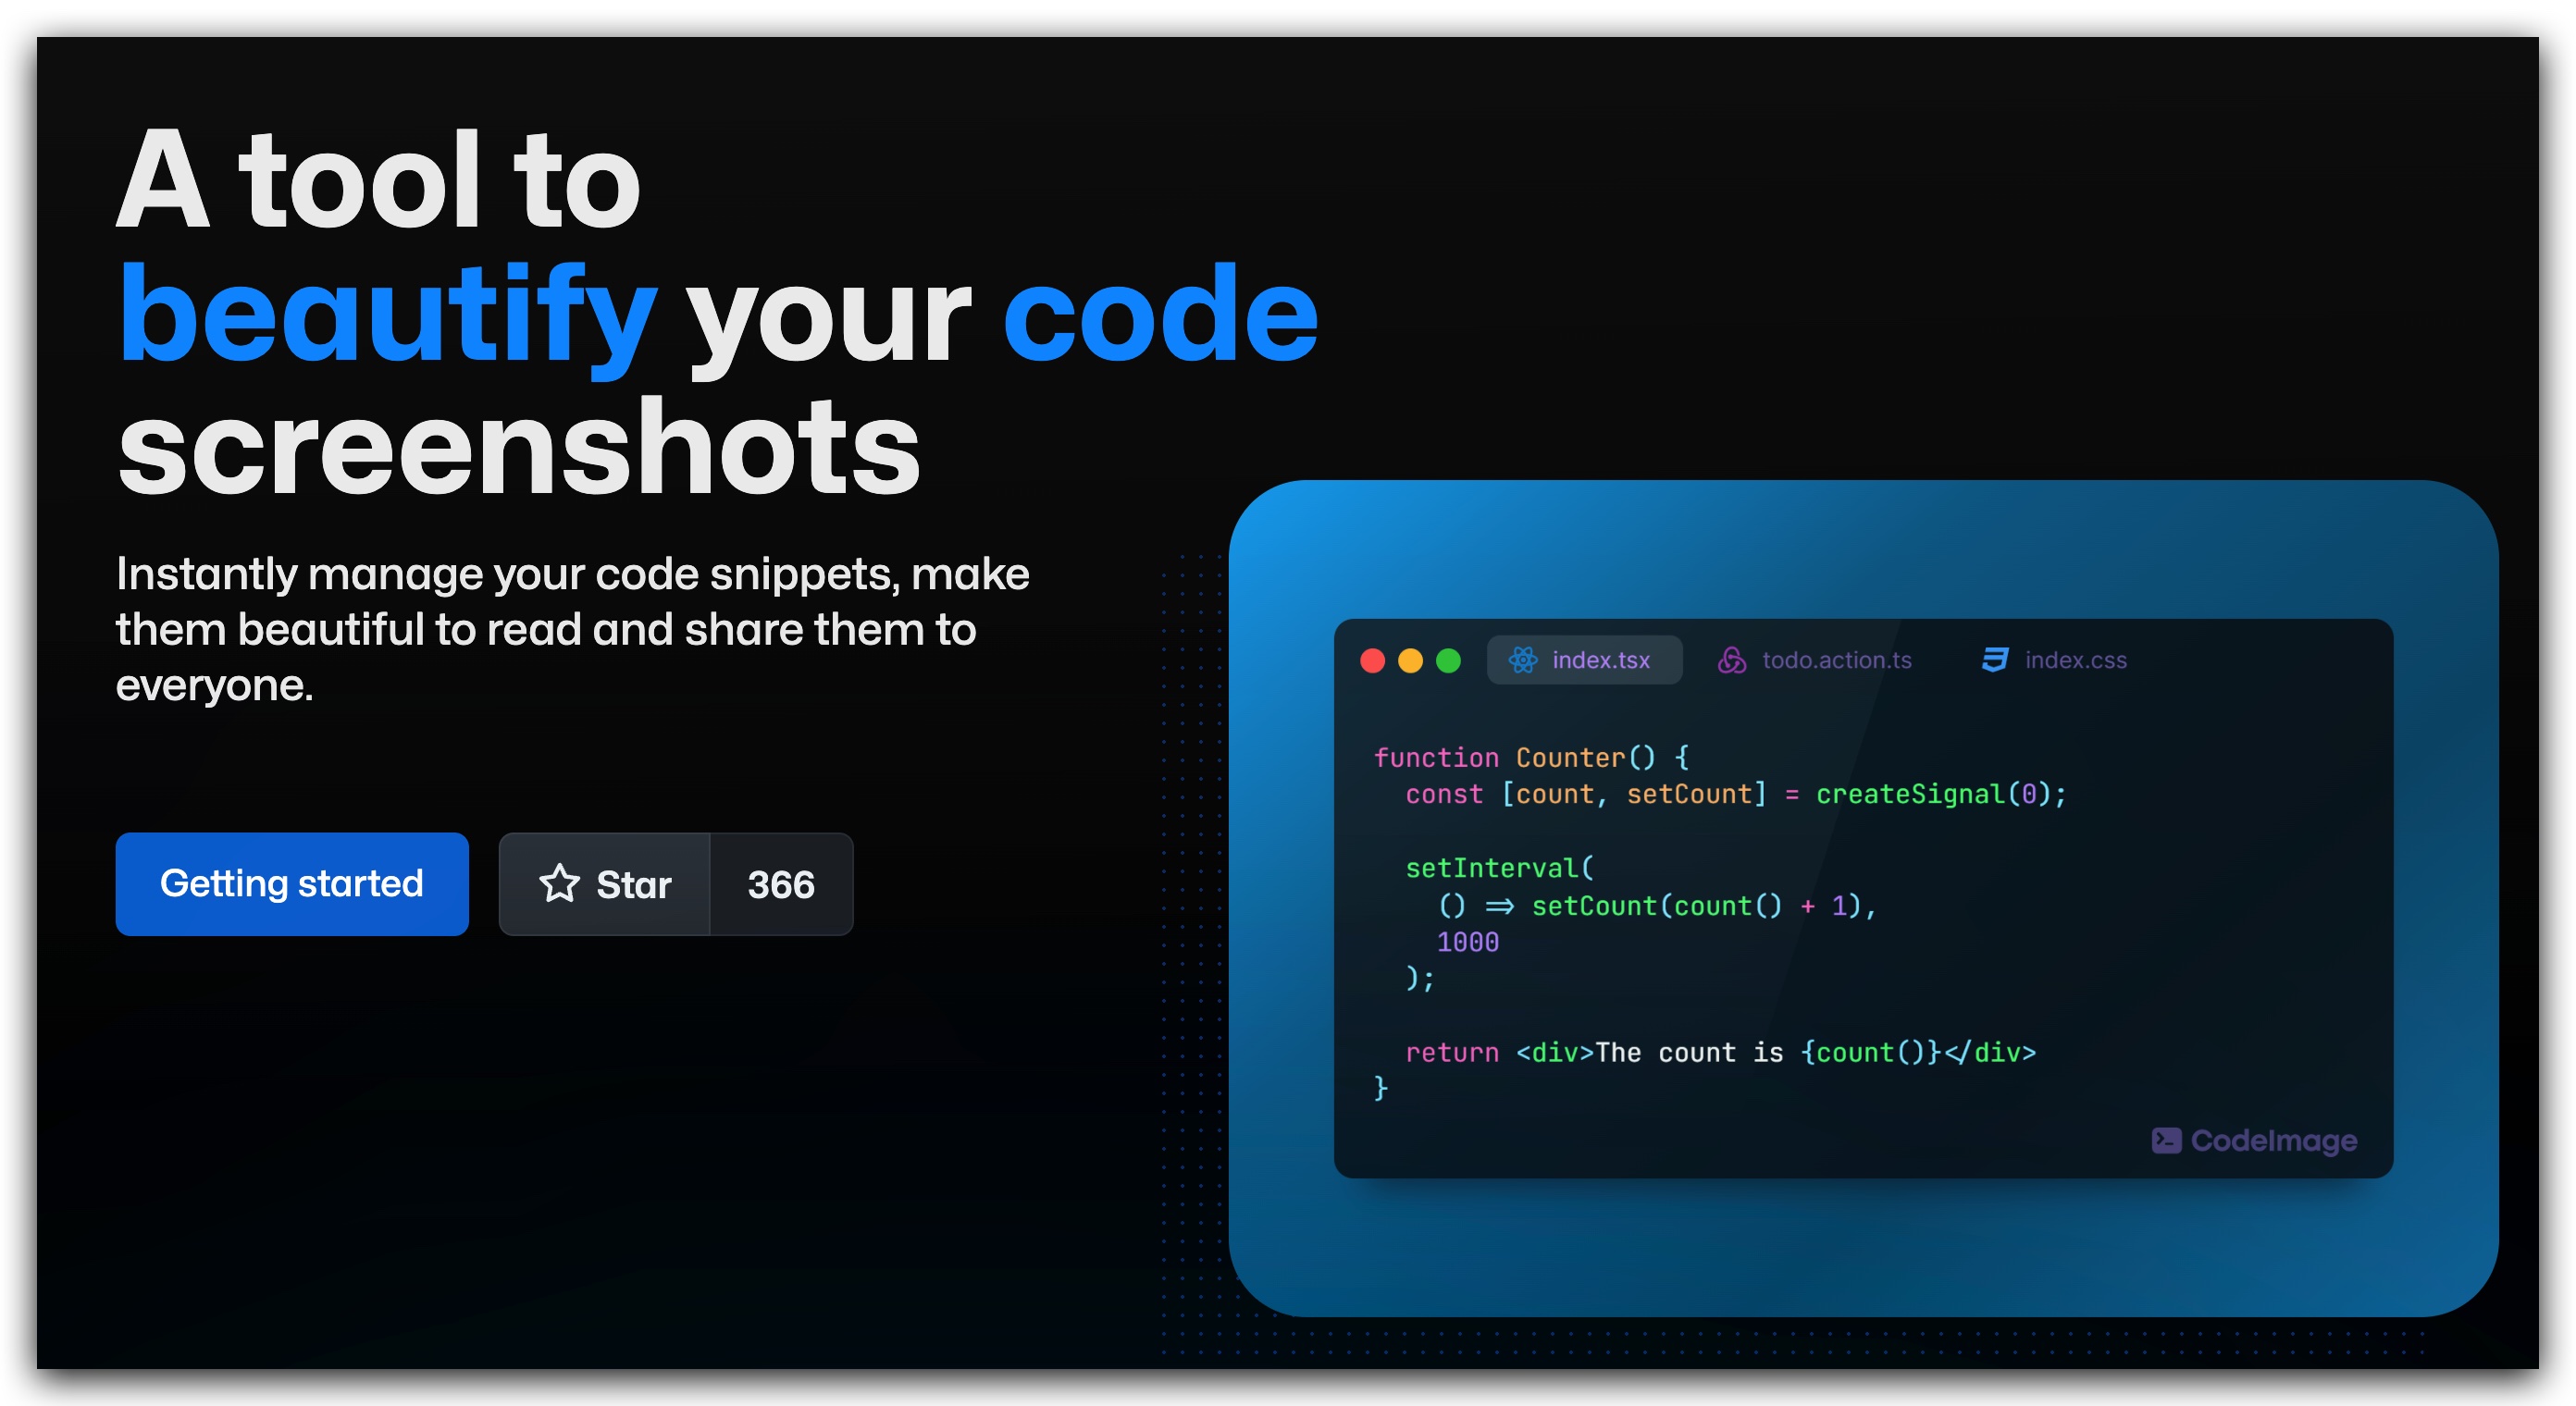 A tool to
beautify your code
screenshots
Instantly manage your code snippets, make
them beautiful to read and share them to
everyone.
Getting started
Star 366
index.tsx todo.action.ts index.css
function Counter() {
  const [count, setCount] = createSignal(0);
  setInterval(
    () => setCount(count() + 1),
    1000
  );
  return <div>The count is {count()}</div>
}
CodeImage